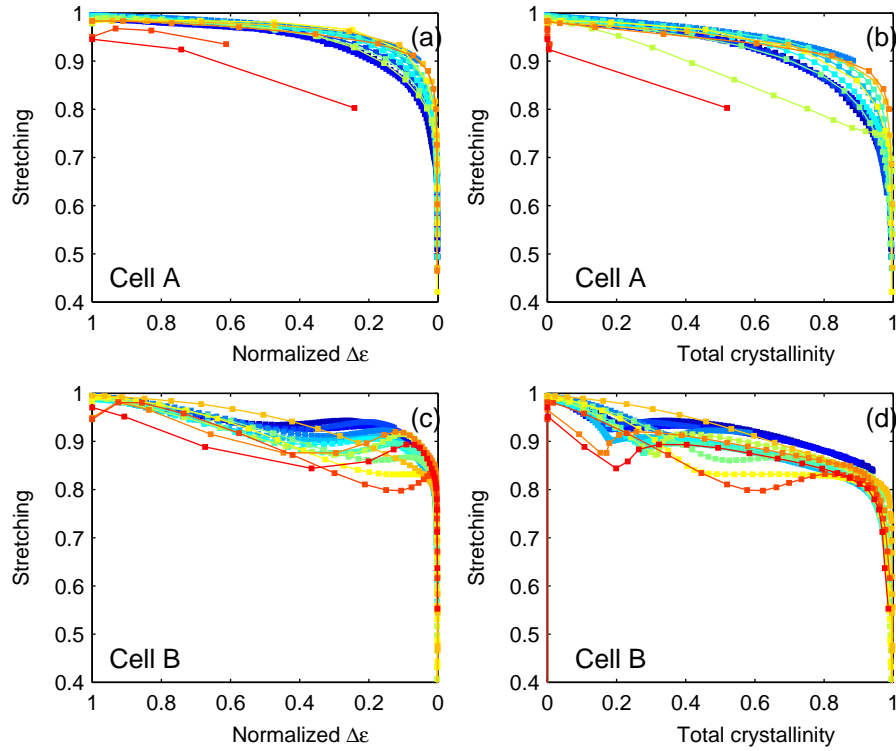 1
0.9
0.8
0.7
0.6
0.5
0.4
Stretching
(a)
Cell A
1 0.8 0.6 0.4 0.2 0
Normalized Δε
1
0.9
0.8
0.7
0.6
0.5
0.4
Stretching
(b)
Cell A
0 0.2 0.4 0.6 0.8 1
Total crystallinity
1
0.9
0.8
0.7
0.6
0.5
0.4
Stretching
(c)
Cell B
1 0.8 0.6 0.4 0.2 0
Normalized Δε
1
0.9
0.8
0.7
0.6
0.5
0.4
Stretching
(d)
Cell B
0 0.2 0.4 0.6 0.8 1
Total crystallinity